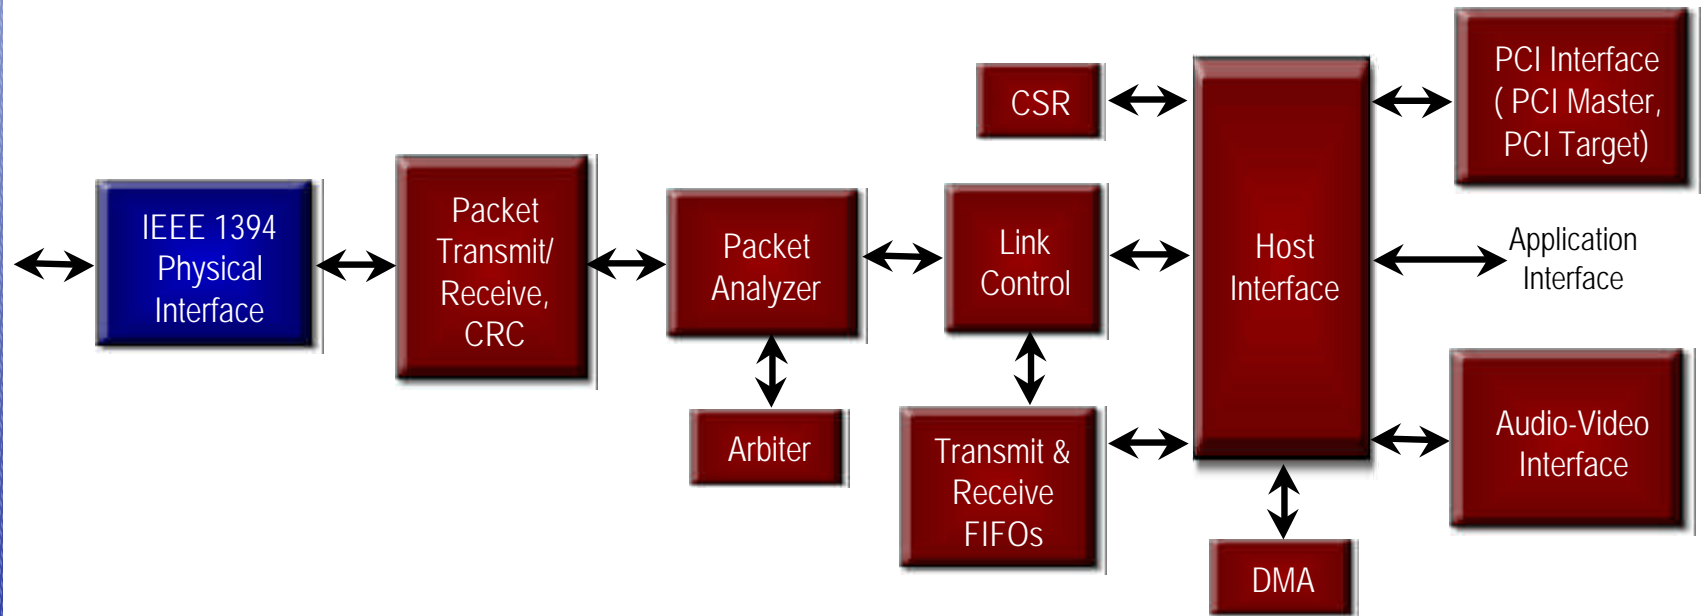 IEEE 1394
Physical
Interface
Packet
Transmit/
Receive,
CRC
Packet
Analyzer
Arbiter
CSR
Link
Control
Transmit &
Receive
FIFOs
Host
Interface
DMA
PCI Interface
( PCI Master,
PCI Target)
Application
Interface
Audio-Video
Interface